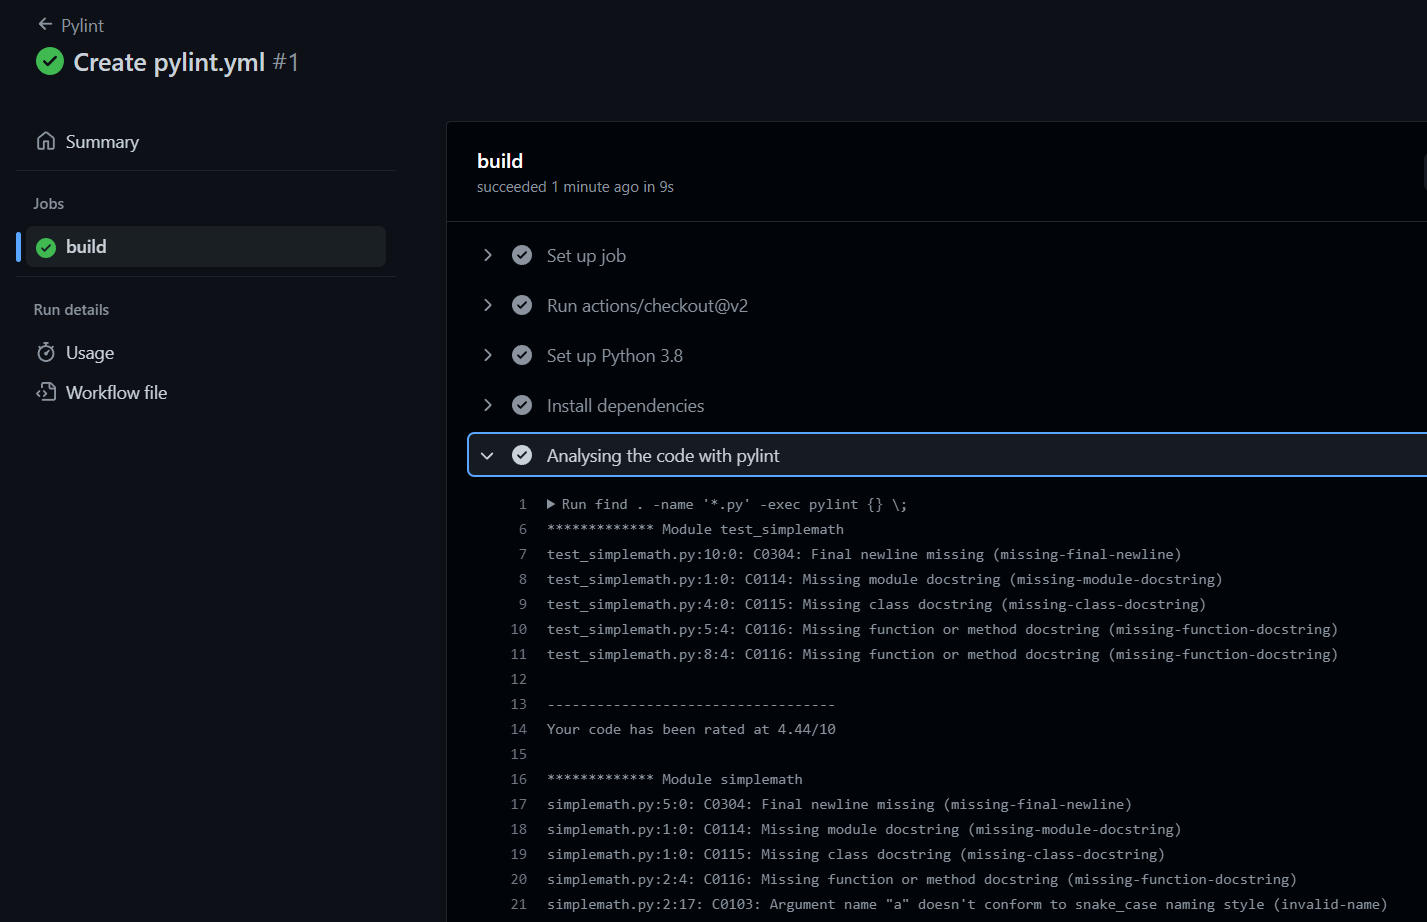 Pylint
Create pylint.yml #1
Summary
Jobs
build
Run details
Usage
Workflow file
build
succeeded 1 minute ago in 9s
Set up job
Run actions/checkout@v2
Set up Python 3.8
Install dependencies
Analysing the code with pylint
1 Run find . -name '*.py' -exec pylint {} \;
6 ************* Module test_simplemath
7 test_simplemath.py:10:0: C0304: Final newline missing (missing-final-newline)
8 test_simplemath.py:1:0: C0114: Missing module docstring (missing-module-docstring)
9 test_simplemath.py:4:0: C0115: Missing class docstring (missing-class-docstring)
10 test_simplemath.py:5:4: C0116: Missing function or method docstring (missing-function-docstring)
11 test_simplemath.py:8:4: C0116: Missing function or method docstring (missing-function-docstring)
12
13 -----------------------------------
14 Your code has been rated at 4.44/10
15
16 ************* Module simplemath
17 simplemath.py:5:0: C0304: Final newline missing (missing-final-newline)
18 simplemath.py:1:0: C0114: Missing module docstring (missing-module-docstring)
19 simplemath.py:1:0: C0115: Missing class docstring (missing-class-docstring)
20 simplemath.py:2:4: C0116: Missing function or method docstring (missing-function-docstring)
21 simplemath.py:2:17: C0103: Argument name "a" doesn't conform to snake_case naming style (invalid-name)